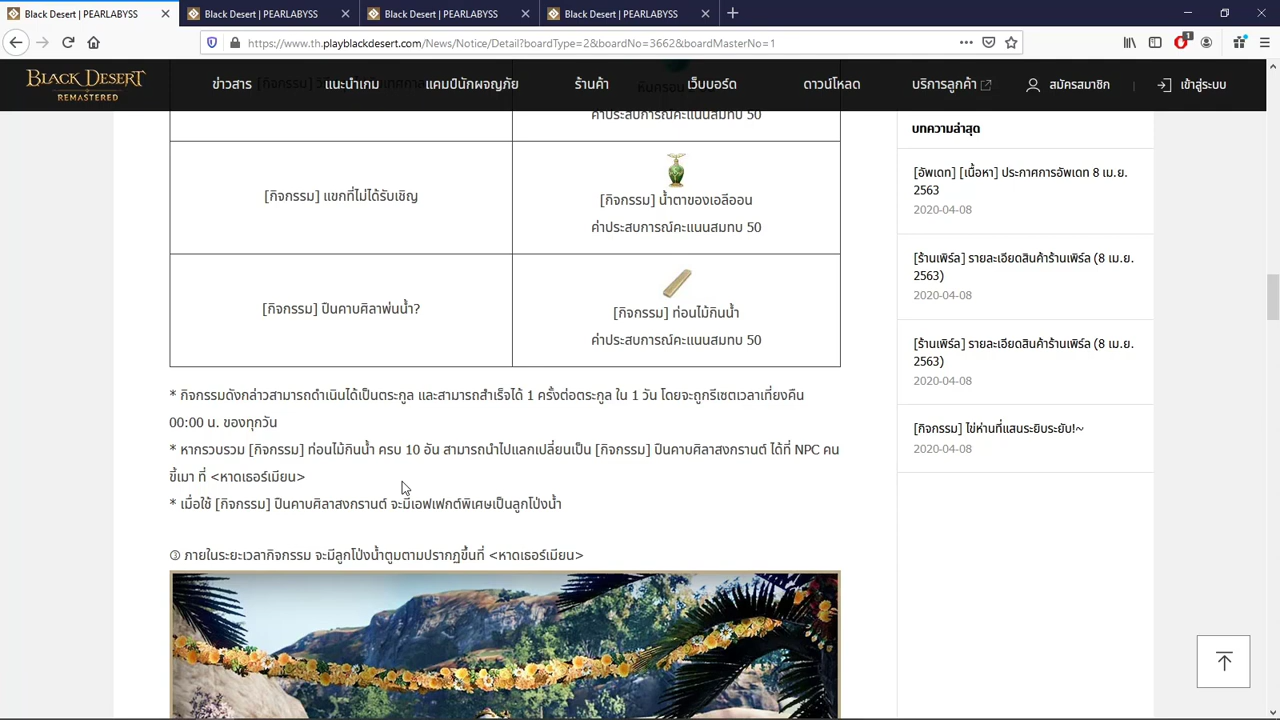 Black Desert | PEARLABYSS
Black Desert | PEARLABYSS
Black Desert | PEARLABYSS
Black Desert | PEARLABYSS
https://www.th.playblackdesert.com/News/Notice/Detail?boardType=2&boardNo=3662&boardMasterNo=1
1
BLACK DESERT
REMASTERED
ข่าวสาร
แนะนำเกม
แคมป์นักผจญภัย
ร้านค้า
เว็บบอร์ด
ดาวน์โหลด
บริการลูกค้า
สมัครสมาชิก
เข้าสู่ระบบ
ค่าประสบการณ์คะแนนสมทบ 50
[กิจกรรม] แขกที่ไม่ได้รับเชิญ
[กิจกรรม] น้ำตาของเอลีออน
ค่าประสบการณ์คะแนนสมทบ 50
[กิจกรรม] ปืนคาบศิลาพ่นน้ำ?
[กิจกรรม] ท่อนไม้กินน้ำ
ค่าประสบการณ์คะแนนสมทบ 50
* กิจกรรมดังกล่าวสามารถดำเนินได้เป็นตระกูล และสามารถสำเร็จได้ 1 ครั้งต่อตระกูล ใน 1 วัน โดยจะถูกรีเซตเวลาเที่ยงคืน
00:00 น. ของทุกวัน
* หากรวบรวม [กิจกรรม] ท่อนไม้กินน้ำ ครบ 10 อัน สามารถนำไปแลกเปลี่ยนเป็น [กิจกรรม] ปืนคาบศิลาสงกรานต์ ได้ที่ NPC คน
ขี้เมา ที่ <หาดเธอร์เมียน>
* เมื่อใช้ [กิจกรรม] ปืนคาบศิลาสงกรานต์ จะมีเอฟเฟกต์พิเศษเป็นลูกโป่งน้ำ
③ ภายในระยะเวลากิจกรรม จะมีลูกโป่งน้ำตูมตามปรากฏขึ้นที่ <หาดเธอร์เมียน>
บทความล่าสุด
[อัพเดท] [เนื้อหา] ประกาศการอัพเดท 8 เม.ย.
2563
2020-04-08
[ร้านเพิร์ล] รายละเอียดสินค้าร้านเพิร์ล (8 เม.ย.
2563)
2020-04-08
[ร้านเพิร์ล] รายละเอียดสินค้าร้านเพิร์ล (8 เม.ย.
2563)
2020-04-08
[กิจกรรม] ไข่ห่านที่แสนระยิบระยับ!~
2020-04-08